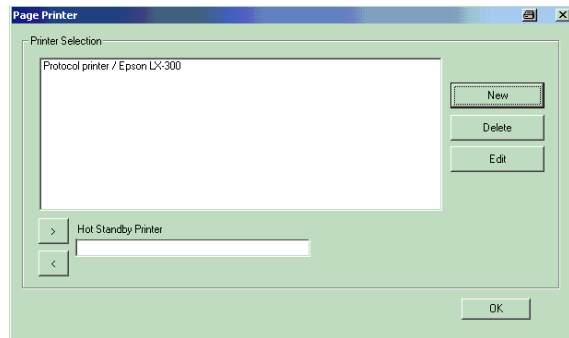 Page Printer
Printer Selection
Protocol printer / Epson LX-300
New
Delete
Edit
>
Hot Standby Printer
<
OK